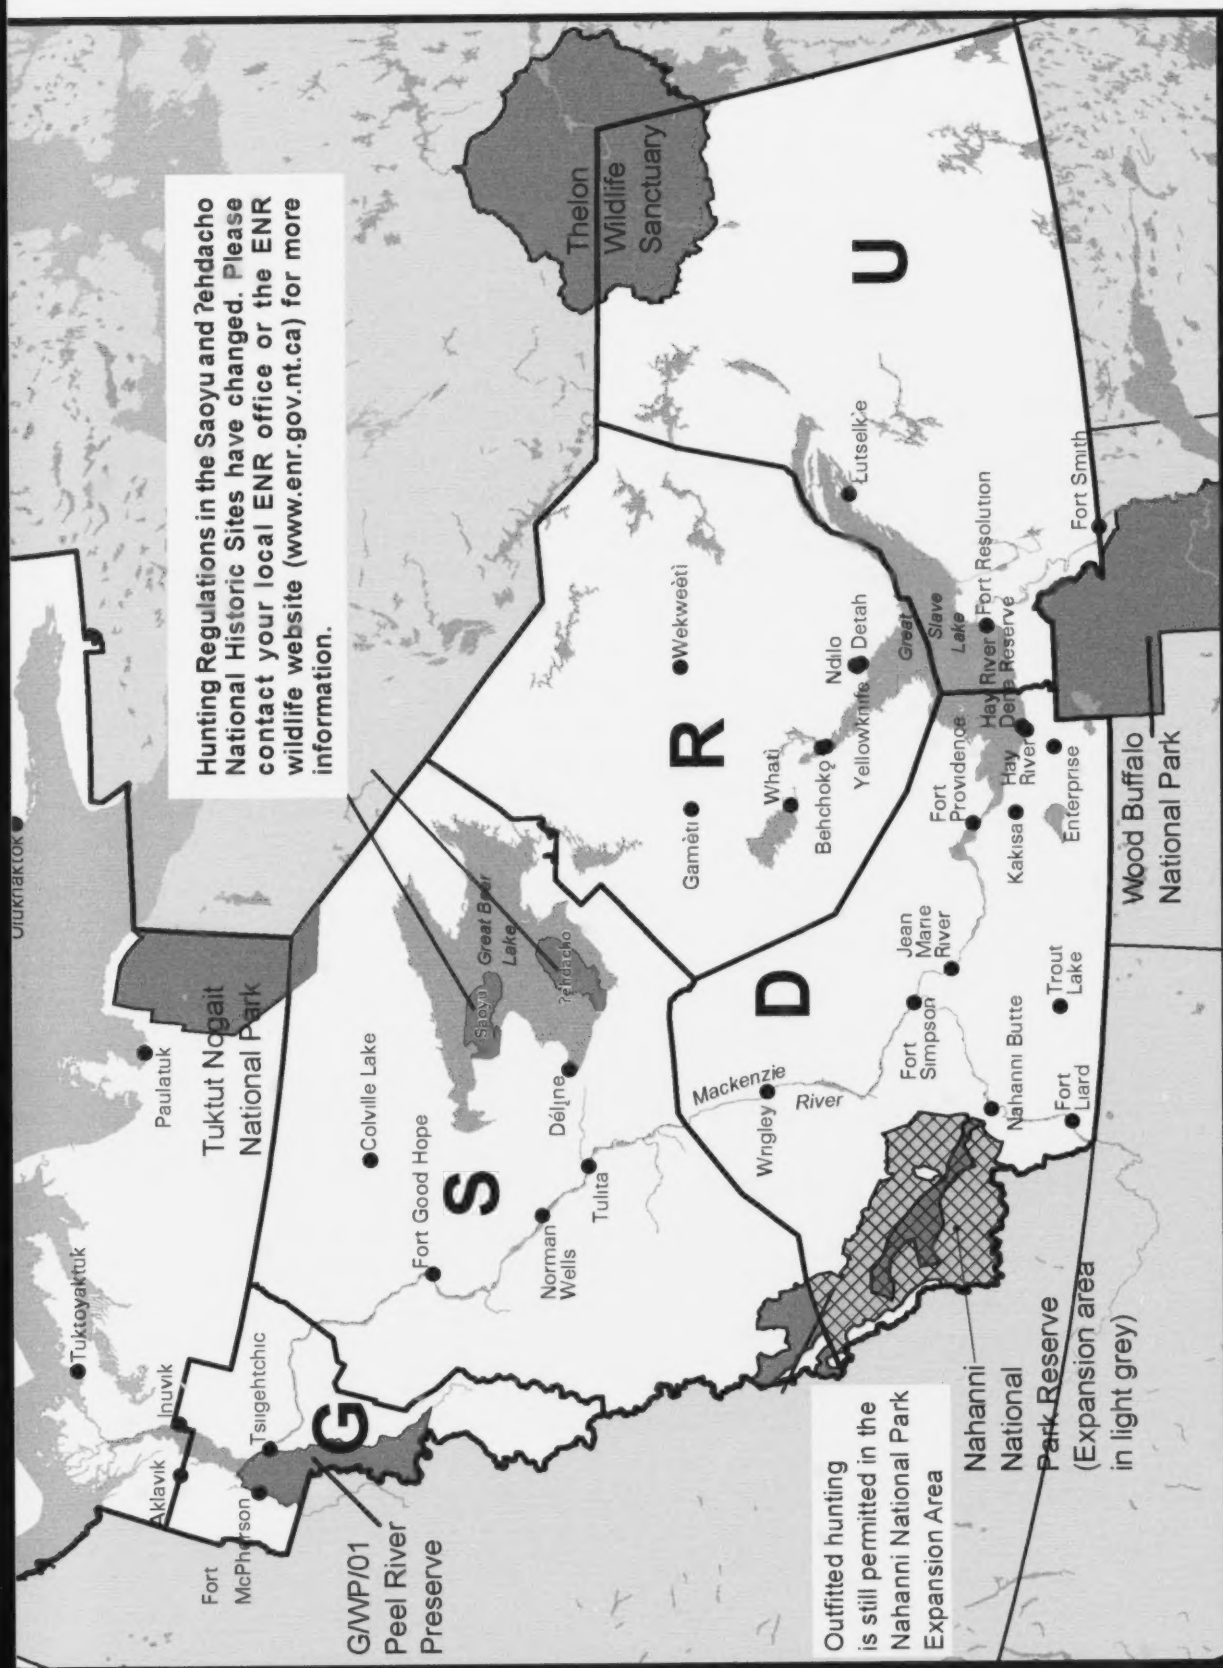 Hunting Regulations in the Saoyu and ?ehdacho
National Historic Sites have changed. Please
contact your local ENR office or the ENR
wildlife website (www.enr.gov.nt.ca) for more
information.
Tuktoyaktuk
Inuvik
Aklavik
Tsiigehtchic
Fort
McPherson
G
G/WP/01
Peel River
Preserve
Paulatuk
Tuktut Nogait
National Park
Colville Lake
Fort Good Hope
S
Norman
Wells
Tulita
Délįne
Saoyu
?ehdacho
Great Bear
Lake
Thelon
Wildlife
Sanctuary
U
R
Wekweètì
Gamètì
Whatì
Behchokǫ̀
Ndilo
Detah
Yellowknife
Great
Slave
Lake
Łutselk'e
Fort Resolution
Hay River
Dene Reserve
Hay
River
Fort Smith
Enterprise
Kakisa
Fort
Providence
D
Wrigley
Mackenzie
River
Fort
Simpson
Jean
Marie
River
Nahanni Butte
Trout
Lake
Fort
Liard
Wood Buffalo
National Park
Outfitted hunting
is still permitted in the
Nahanni National Park
Expansion Area
Nahanni
National
Park Reserve
(Expansion area
in light grey)